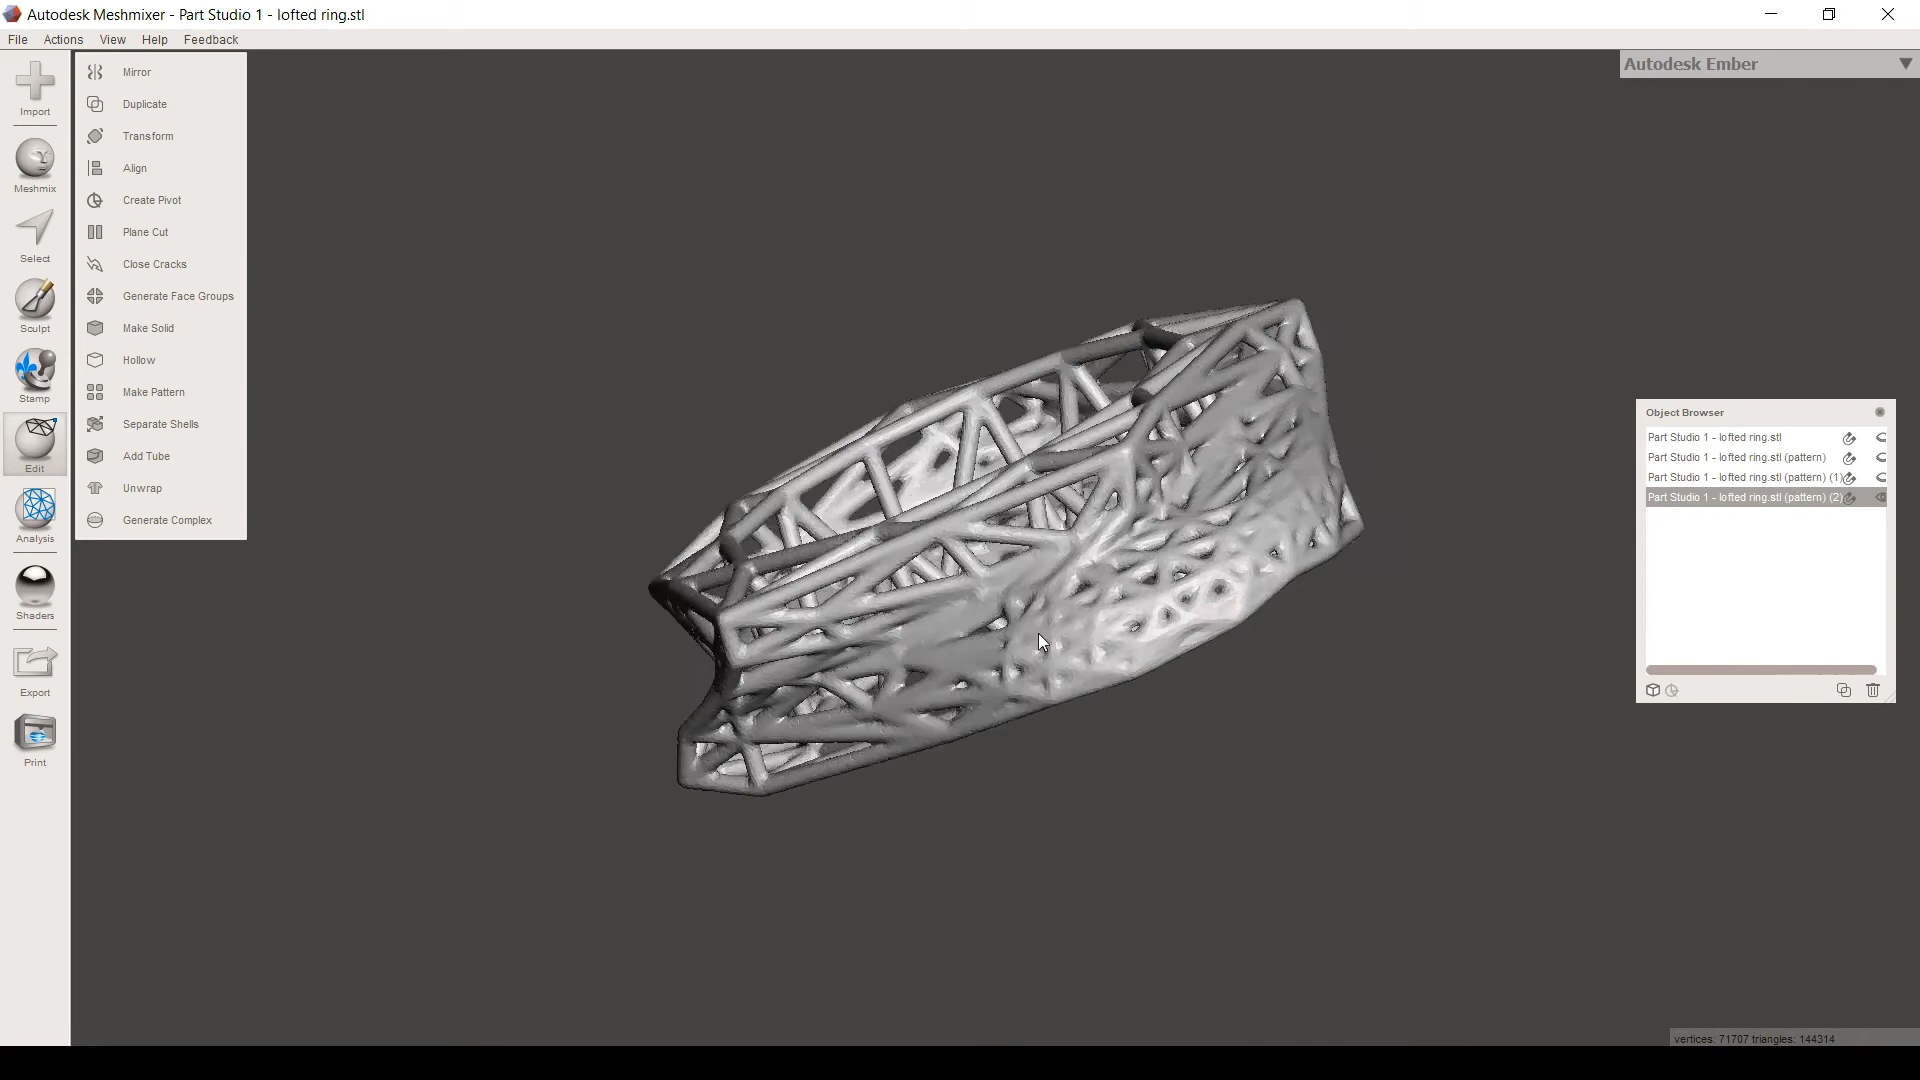 Autodesk Meshmixer - Part Studio 1 - lofted ring.stl
File Actions View Help Feedback
Import
Meshmix
Select
Sculpt
Stamp
Edit
Analysis
Shaders
Export
Print
Mirror
Duplicate
Transform
Align
Create Pivot
Plane Cut
Close Cracks
Generate Face Groups
Make Solid
Hollow
Make Pattern
Separate Shells
Add Tube
Unwrap
Generate Complex
Autodesk Ember
Object Browser
Part Studio 1 - lofted ring.stl
Part Studio 1 - lofted ring.stl (pattern)
Part Studio 1 - lofted ring.stl (pattern) (1)
Part Studio 1 - lofted ring.stl (pattern) (2)
vertices: 71707 triangles: 144314